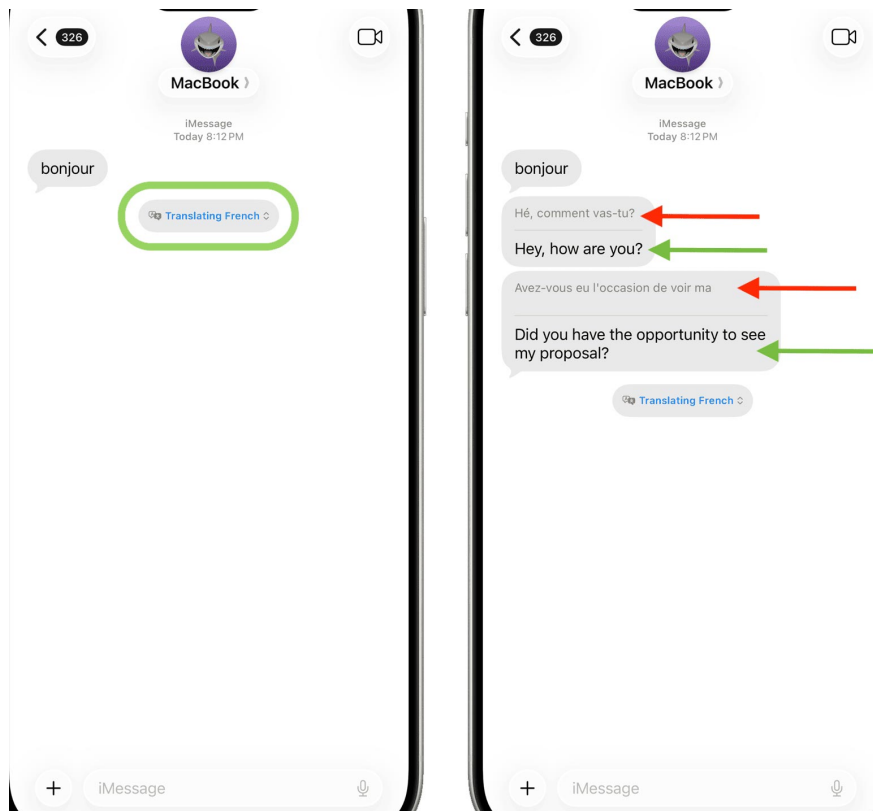 326
MacBook
iMessage
Today 8:12 PM
bonjour
Translating French
iMessage
326
MacBook
iMessage
Today 8:12 PM
bonjour
Hé, comment vas-tu?
Hey, how are you?
Avez-vous eu l'occasion de voir ma
Did you have the opportunity to see
my proposal?
Translating French
iMessage